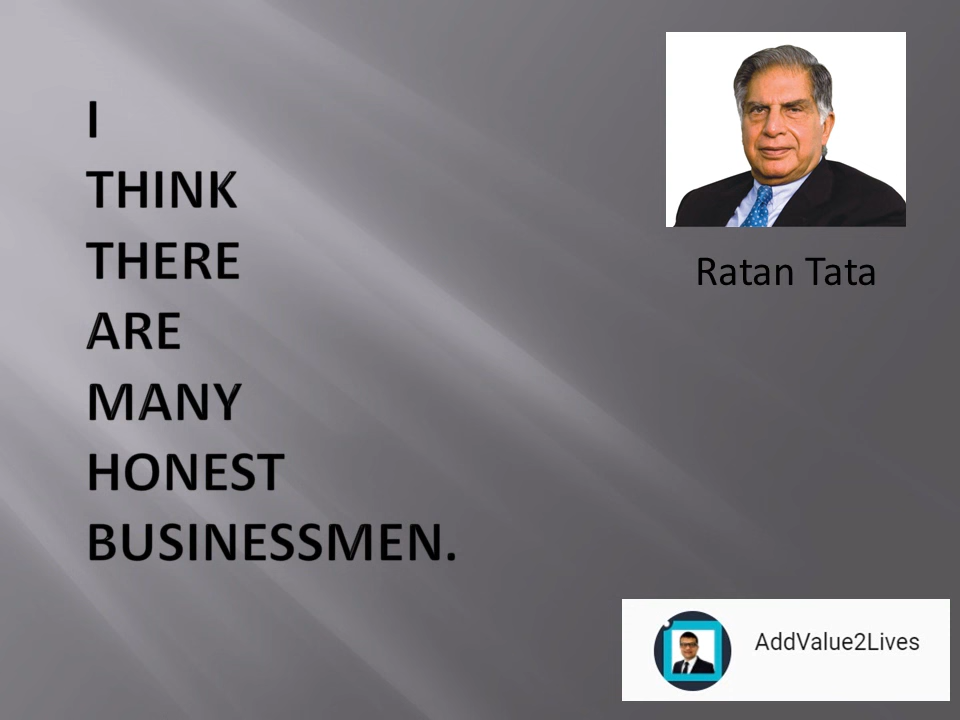 I
THINK
THERE
ARE
MANY
HONEST
BUSINESSMEN.
Ratan Tata
AddValue2Lives